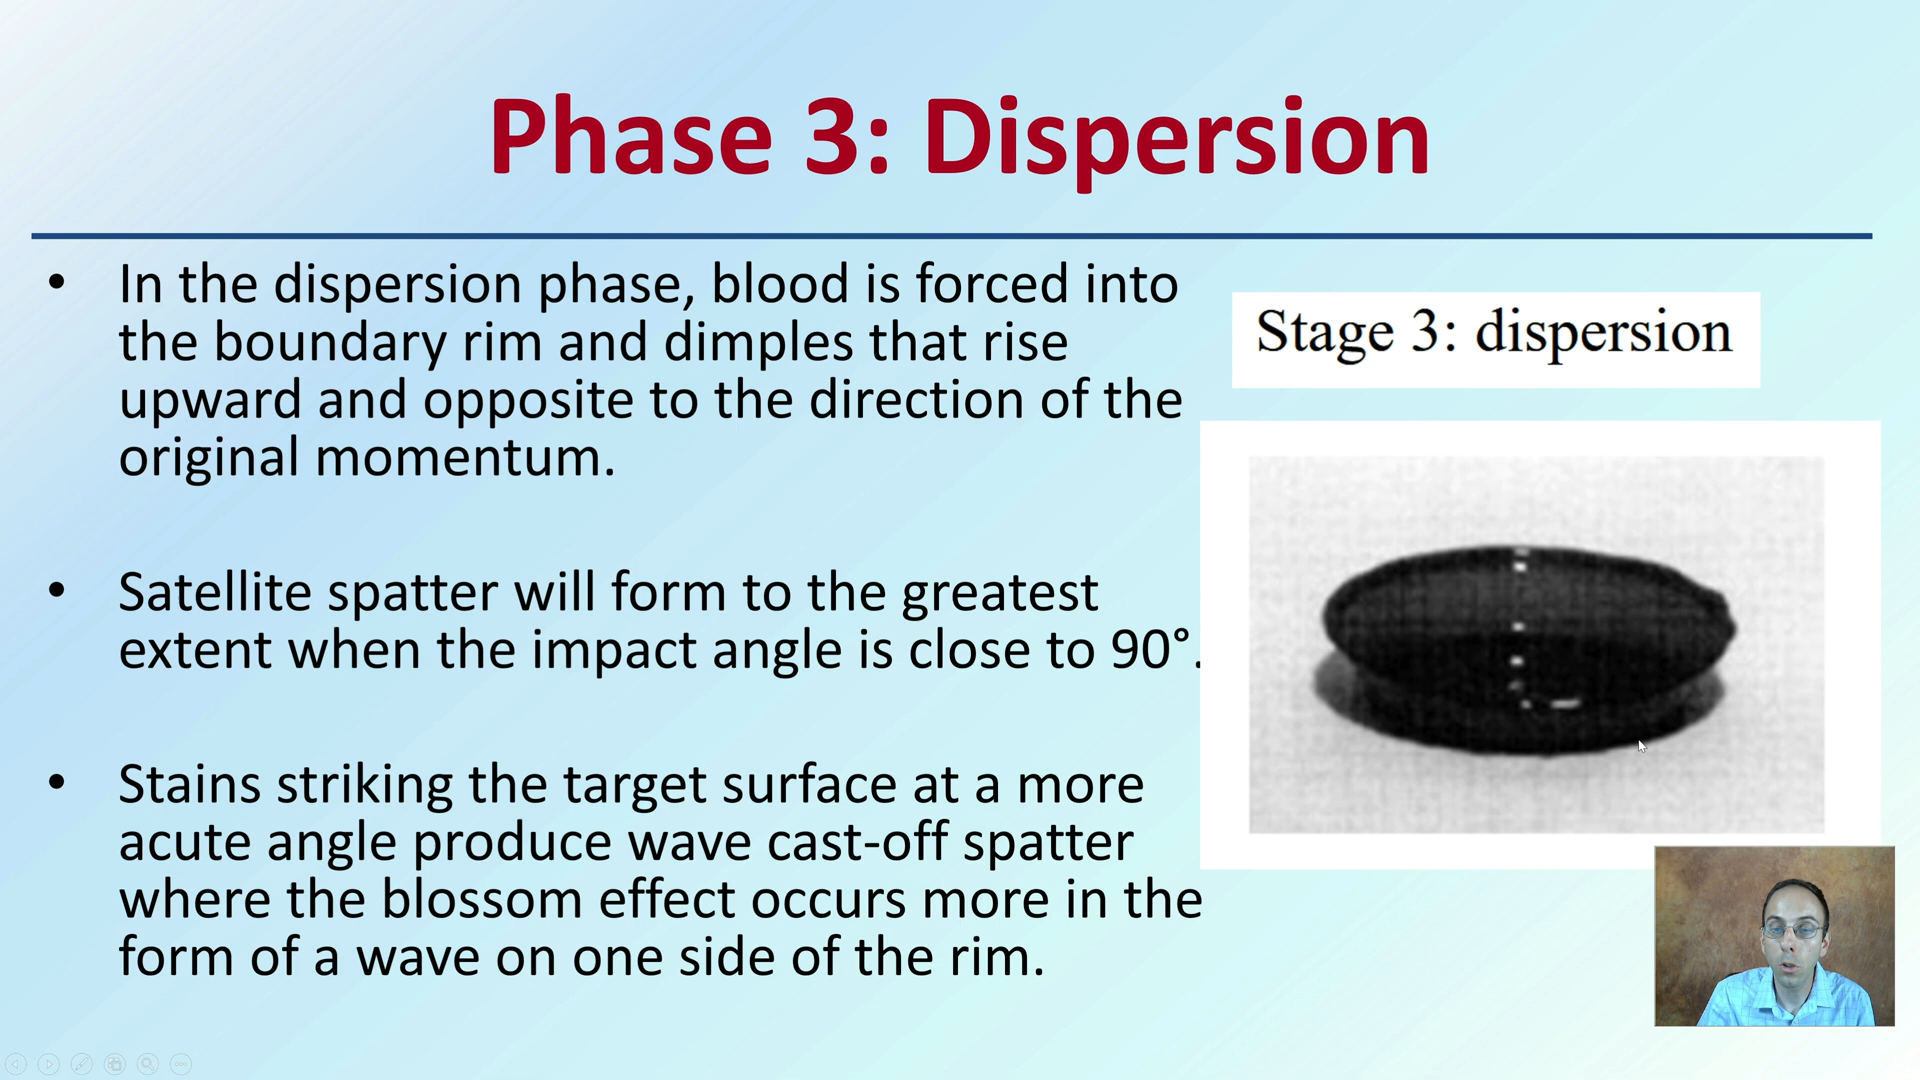 Phase 3: Dispersion
• In the dispersion phase, blood is forced into
the boundary rim and dimples that rise
upward and opposite to the direction of the
original momentum.
• Satellite spatter will form to the greatest
extent when the impact angle is close to 90°.
• Stains striking the target surface at a more
acute angle produce wave cast-off spatter
where the blossom effect occurs more in the
form of a wave on one side of the rim.
Stage 3: dispersion